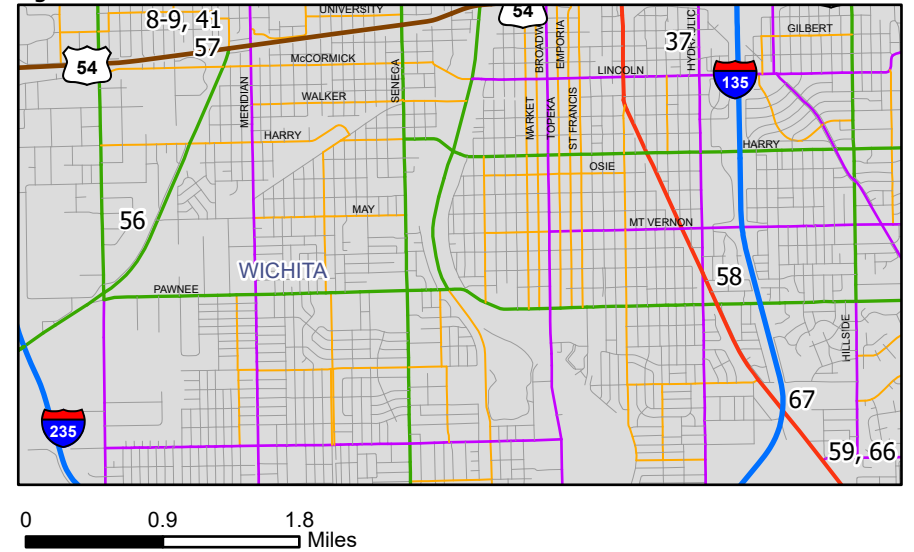 UNIVERSITY
54
8-9, 41
57
54
37
GILBERT
McCORMICK
LINCOLN
135
WALKER
HARRY
HARRY
MERIDIAN
SENECA
MARKET
TOPEKA
EMPORIA
ST FRANCIS
OSIE
MAY
MT VERNON
56
WICHITA
58
PAWNEE
HILLSIDE
235
67
59, 66
0 0.9 1.8
Miles